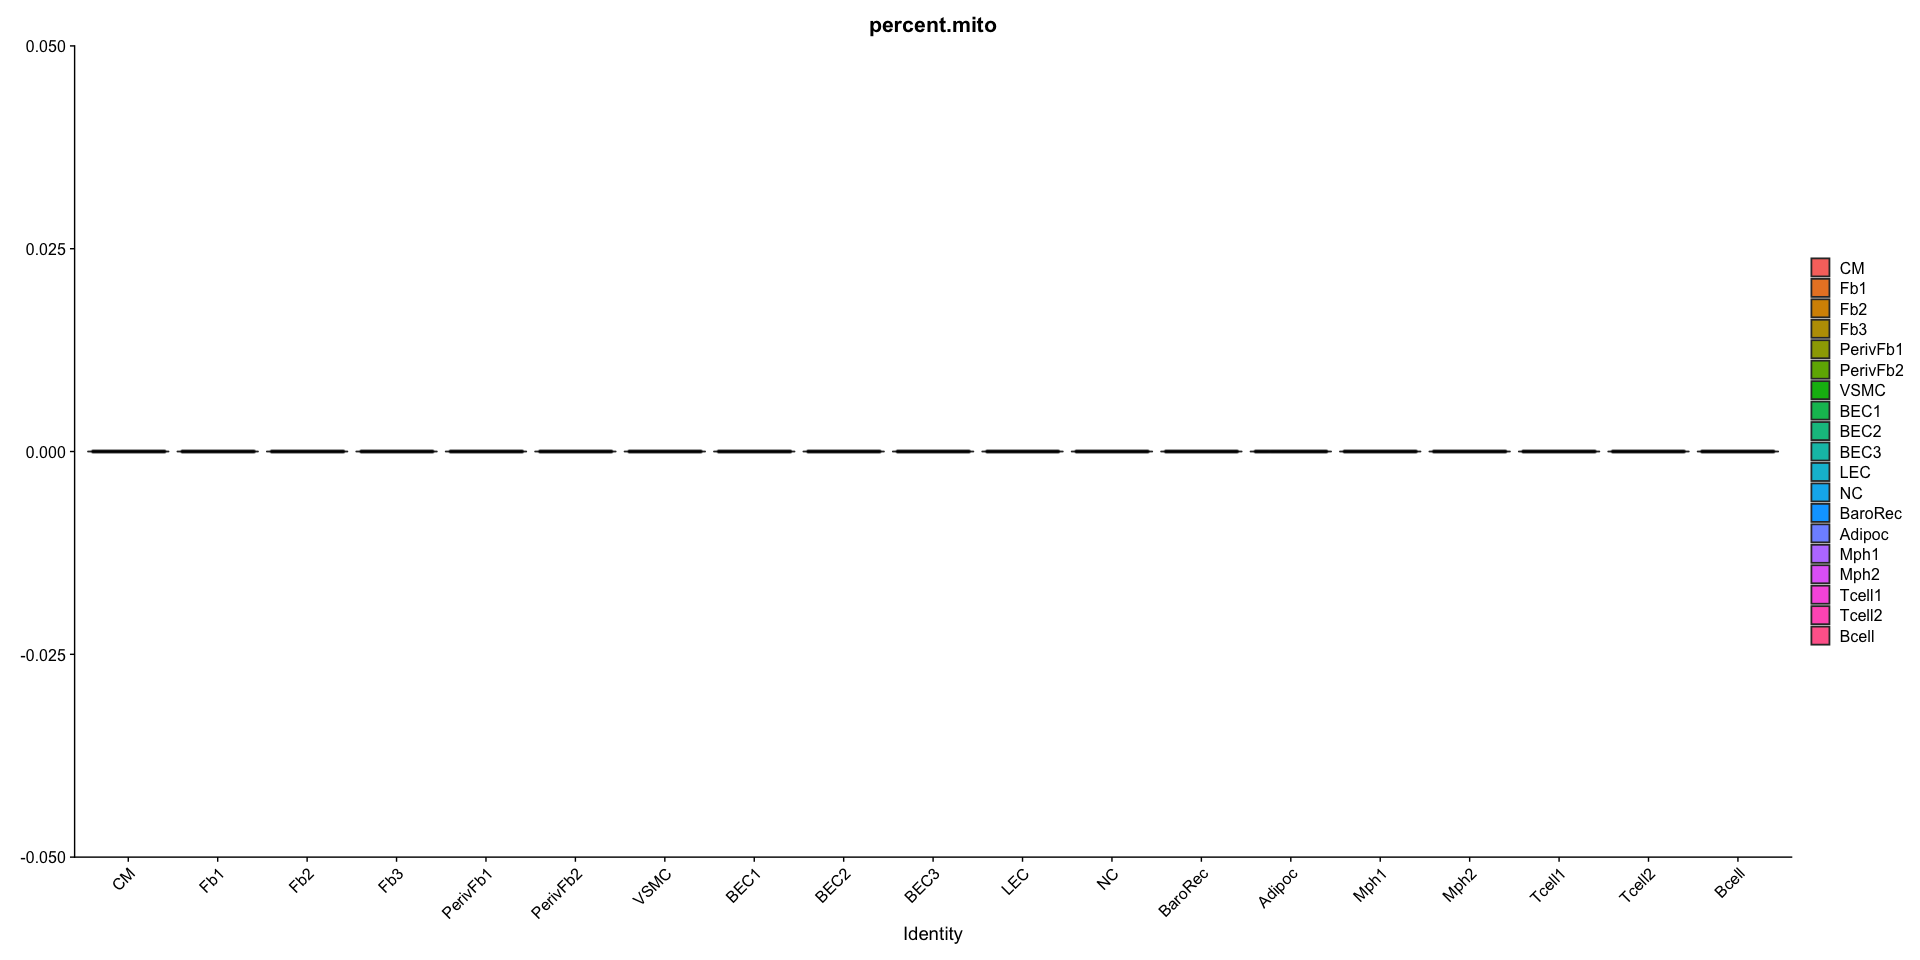 percent.mito
0.050
0.025
0.000
-0.025
-0.050
CM
Fb1
Fb2
Fb3
PerivFb1
PerivFb2
VSMC
BEC1
BEC2
BEC3
LEC
NC
BaroRec
Adipoc
Mph1
Mph2
Tcell1
Tcell2
Bcell
Identity
CM
Fb1
Fb2
Fb3
PerivFb1
PerivFb2
VSMC
BEC1
BEC2
BEC3
LEC
NC
BaroRec
Adipoc
Mph1
Mph2
Tcell1
Tcell2
Bcell